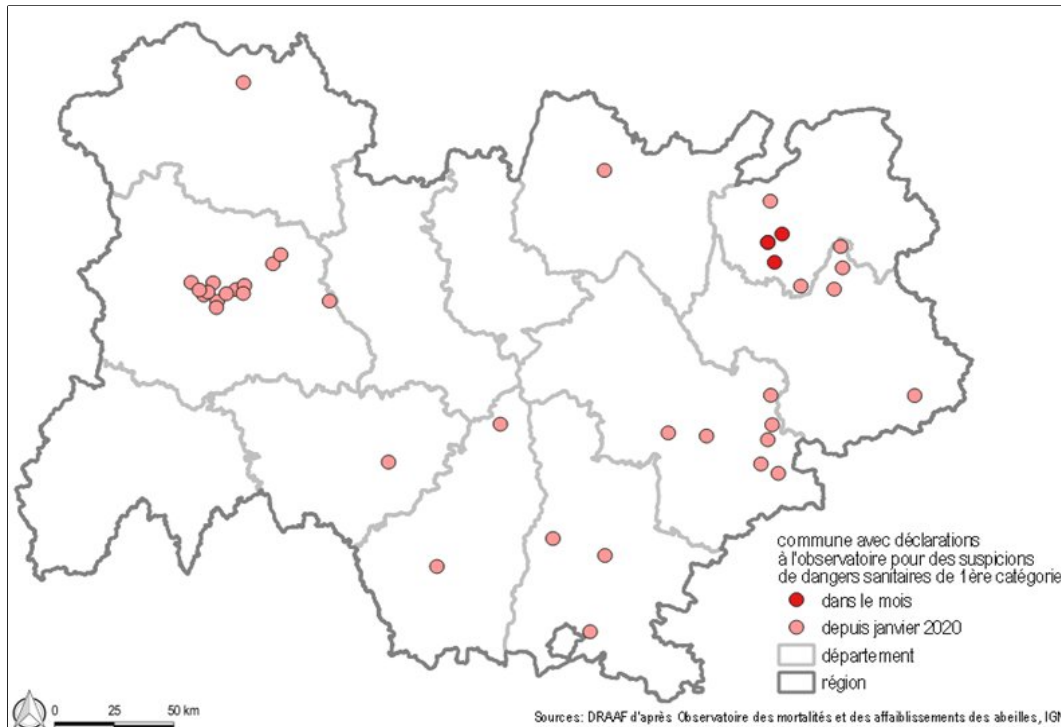 commune avec déclarations
à l'observatoire pour des suspicions
de dangers sanitaires de 1ère catégorie
dans le mois
depuis janvier 2020
département
région
0 25 50 km
Sources: DRAAF d'après Observatoire des mortalités et des affaiblissements des abeilles, IGN